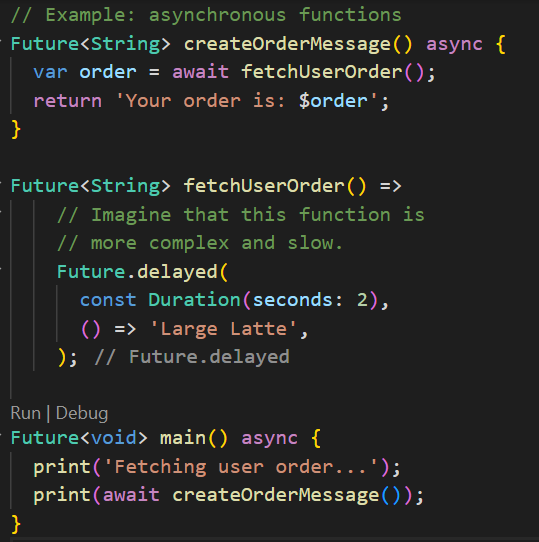 // Example: asynchronous functions
Future<String> createOrderMessage() async {
  var order = await fetchUserOrder();
  return 'Your order is: $order';
}

Future<String> fetchUserOrder() =>
    // Imagine that this function is
    // more complex and slow.
    Future.delayed(
      const Duration(seconds: 2),
      () => 'Large Latte',
    ); // Future.delayed

Run | Debug
Future<void> main() async {
  print('Fetching user order...');
  print(await createOrderMessage());
}